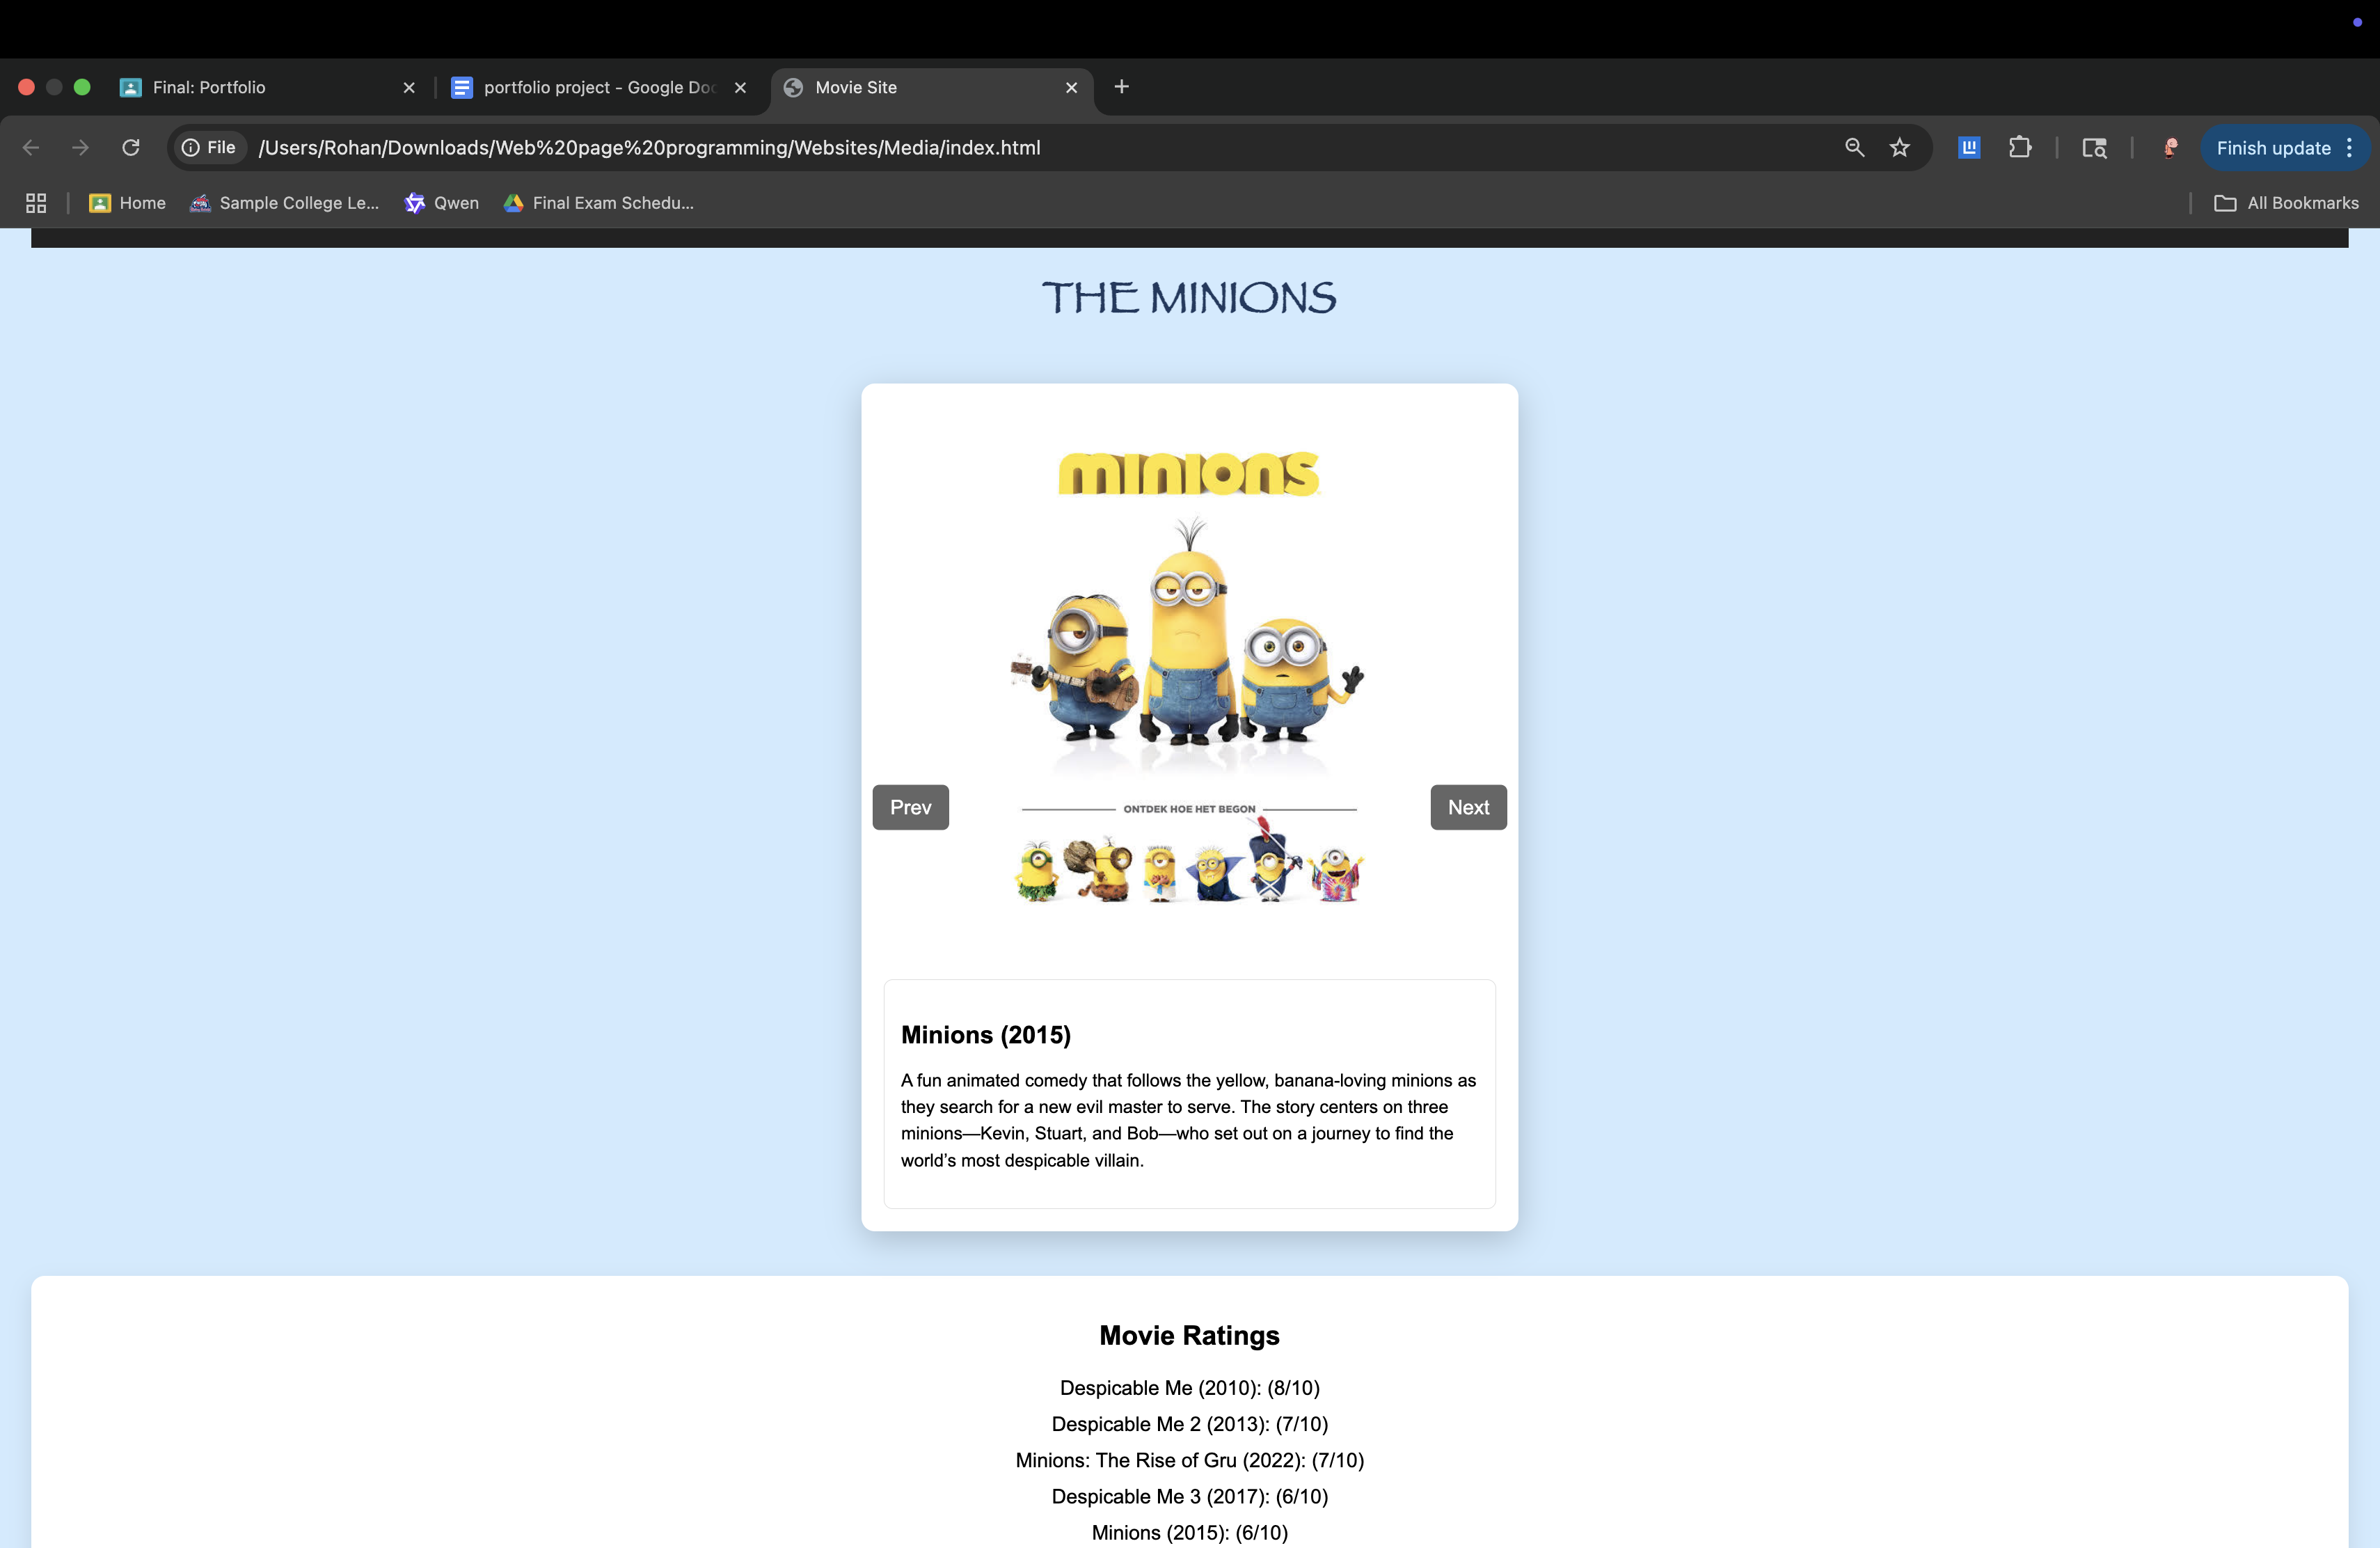 Final: Portfolio
portfolio project - Google Doc
Movie Site
File /Users/Rohan/Downloads/Web%20page%20programming/Websites/Media/index.html
Finish update
Home
Sample College Le...
Qwen
Final Exam Schedu...
All Bookmarks
THE MINIONS
minions
Prev
ONTDEK HOE HET BEGON
Next
Minions (2015)
A fun animated comedy that follows the yellow, banana-loving minions as
they search for a new evil master to serve. The story centers on three
minions—Kevin, Stuart, and Bob—who set out on a journey to find the
world’s most despicable villain.
Movie Ratings
Despicable Me (2010): (8/10)
Despicable Me 2 (2013): (7/10)
Minions: The Rise of Gru (2022): (7/10)
Despicable Me 3 (2017): (6/10)
Minions (2015): (6/10)